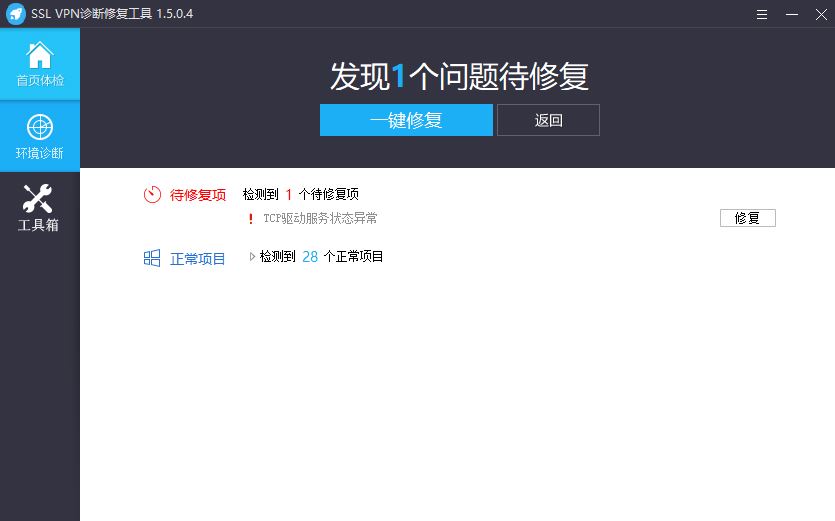 SSL VPN诊断修复工具 1.5.0.4
首页体检
环境诊断
工具箱
发现1个问题待修复
一键修复 返回
待修复项 检测到 1 个待修复项
! TCP驱动服务状态异常 修复
正常项目 检测到 28 个正常项目